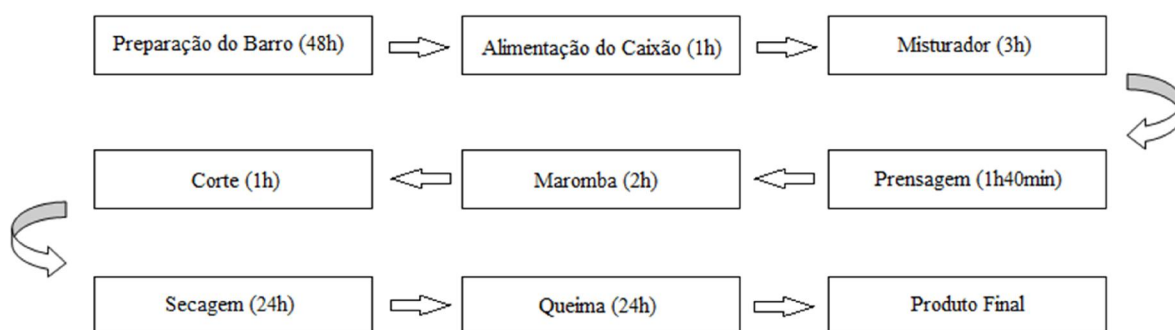 Preparação do Barro (48h)
Alimentação do Caixão (1h)
Misturador (3h)
Prensagem (1h40min)
Maromba (2h)
Corte (1h)
Secagem (24h)
Queima (24h)
Produto Final